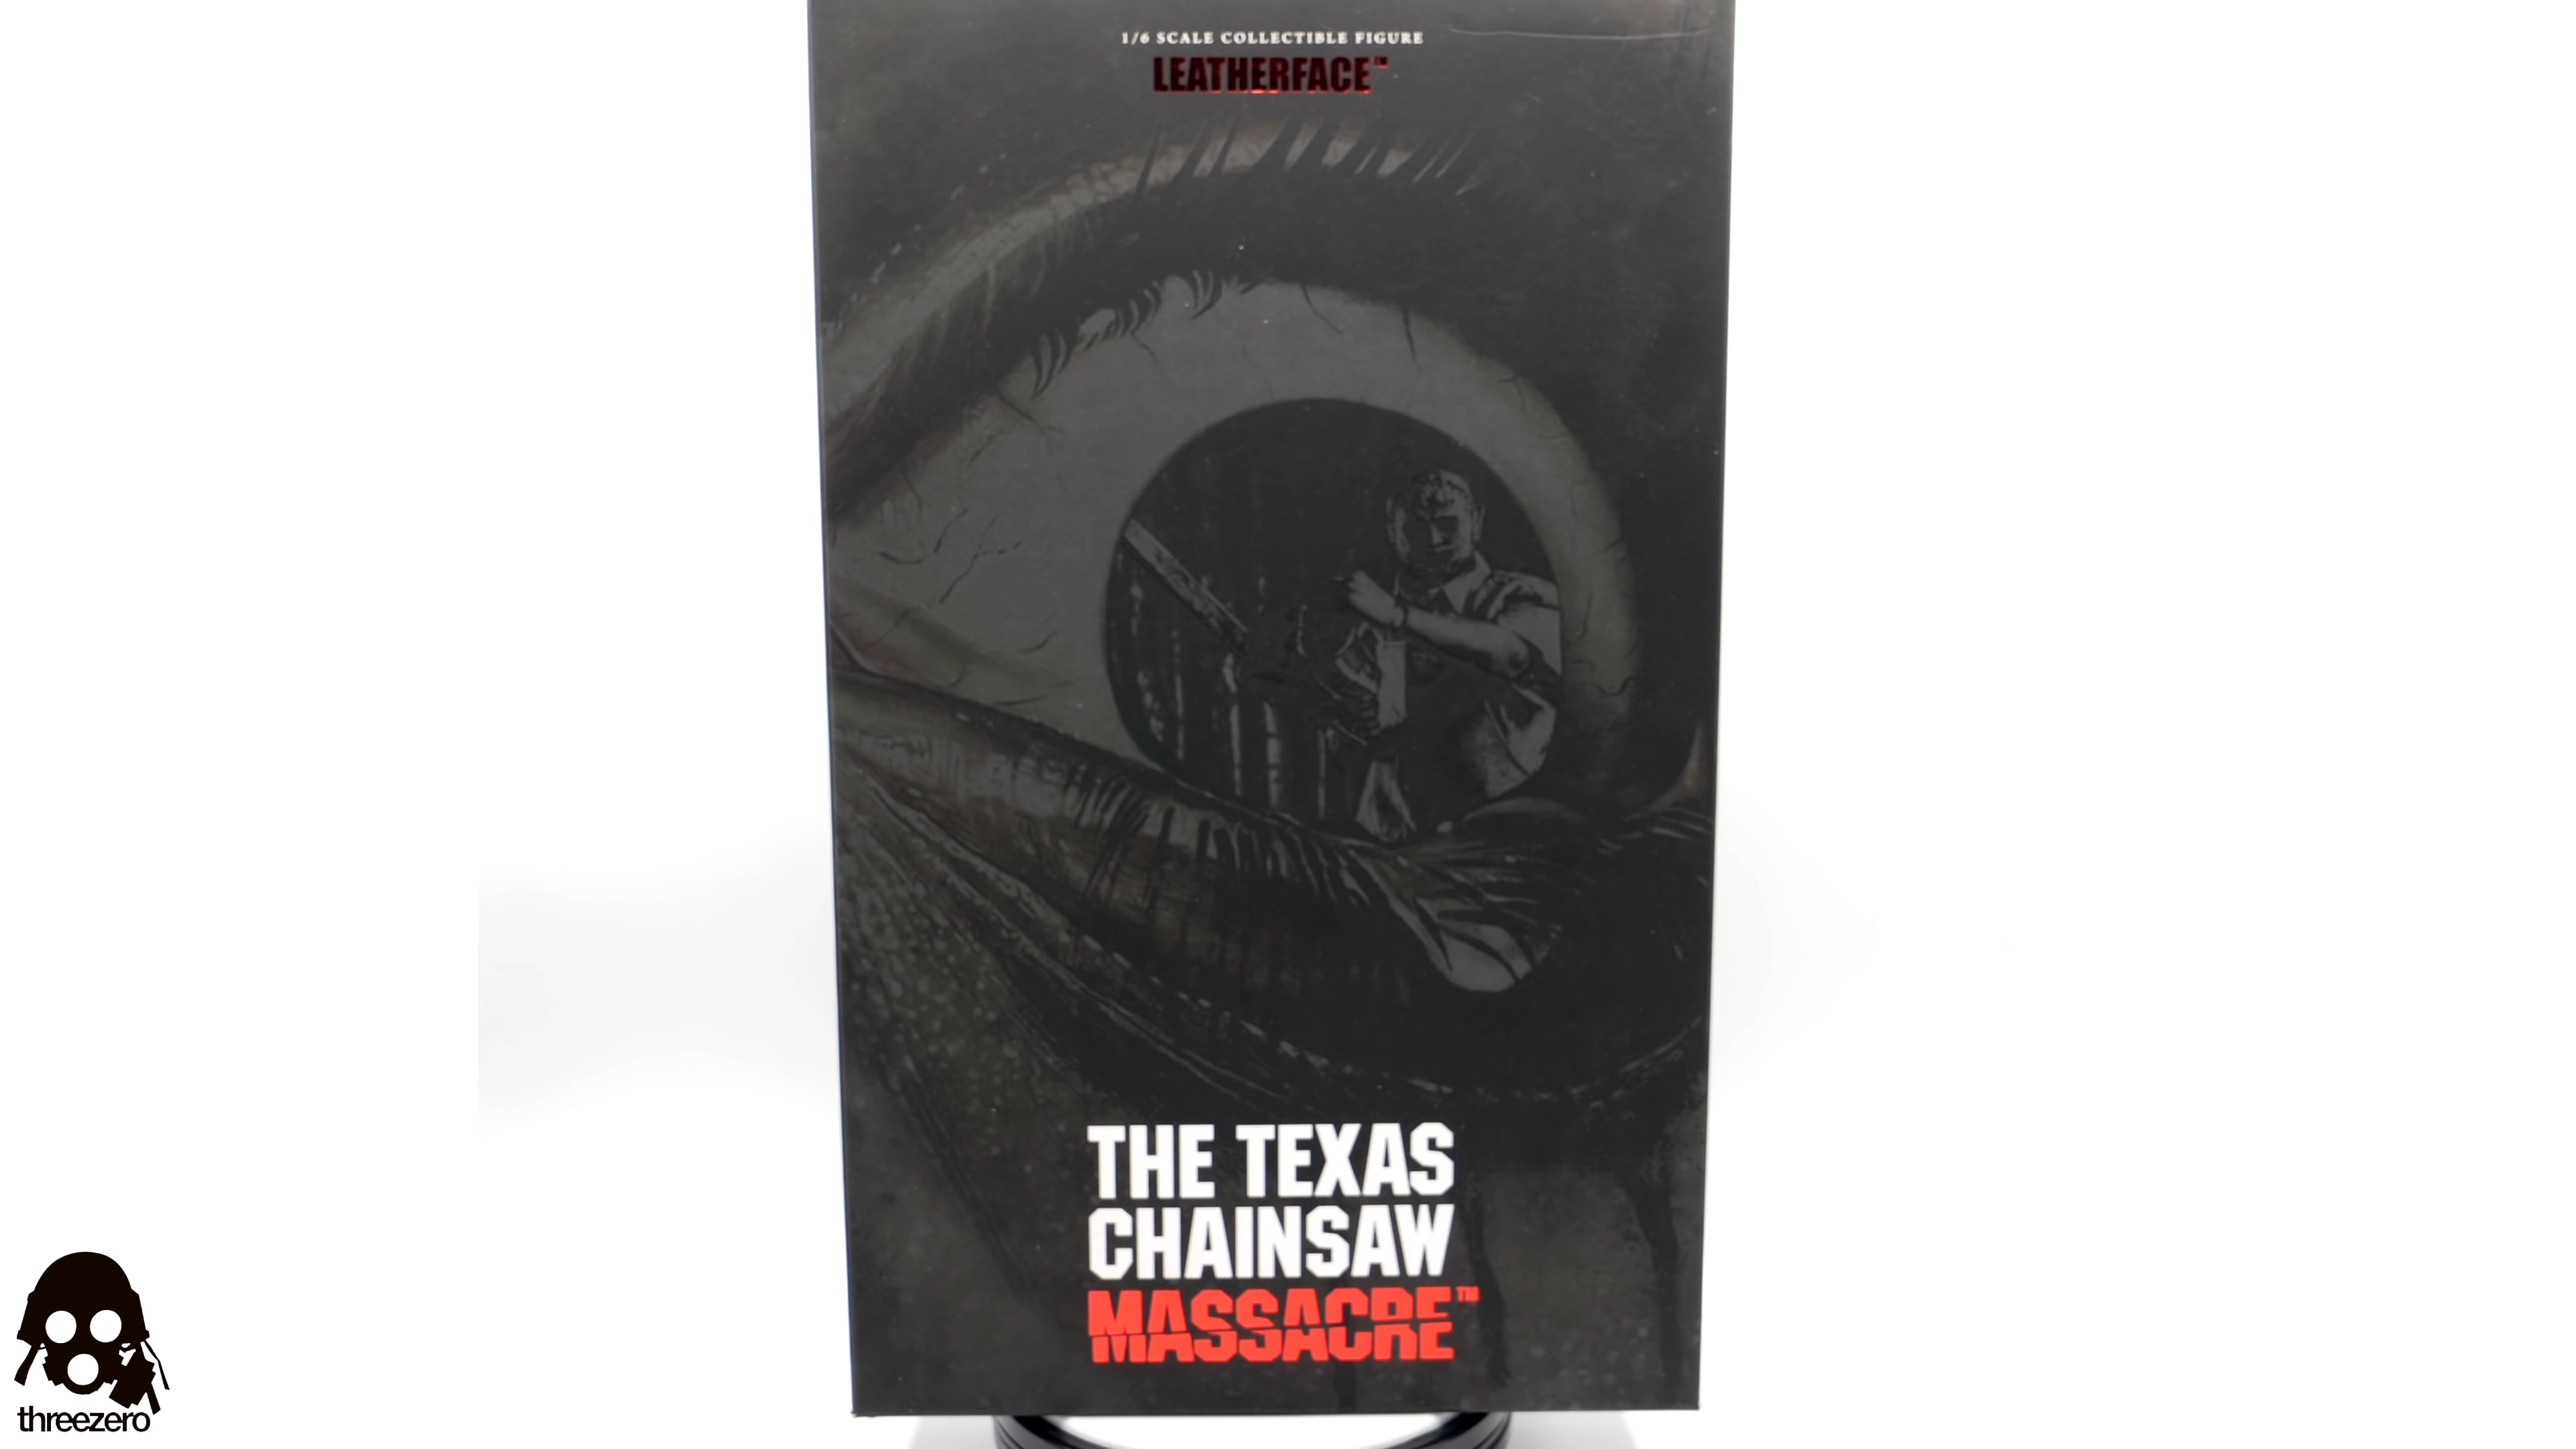 1/6 SCALE COLLECTIBLE FIGURE
LEATHERFACE™
THE TEXAS
CHAINSAW
MASSACRE™
threezero